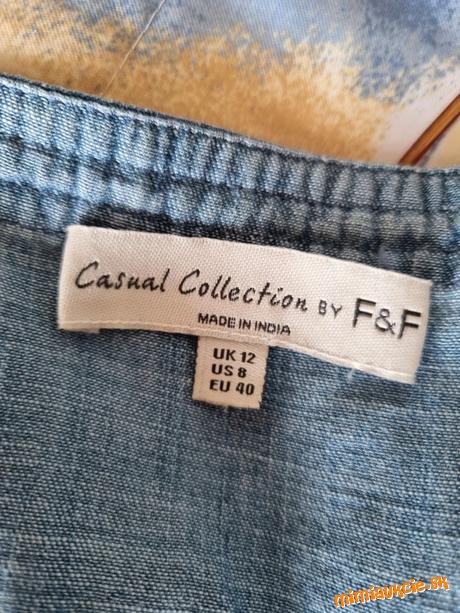 Casual Collection BY F&F
MADE IN INDIA
UK 12
US 8
EU 40
mimiaukcie.sk